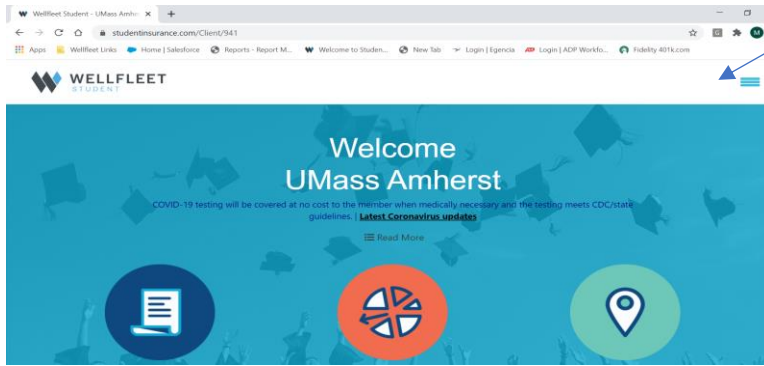 Wellfleet Student - UMass Amher
studentinsurance.com/Client/941
Apps Wellfleet Links Home | Salesforce Reports - Report M... Welcome to Studen... New Tab Login | Egencia Login | ADP Workfo... Fidelity 401k.com
WELLFLEET
STUDENT
Welcome
UMass Amherst
COVID-19 testing will be covered at no cost to the member when medically necessary and the testing meets CDC/state
guidelines. | Latest Coronavirus updates
Read More